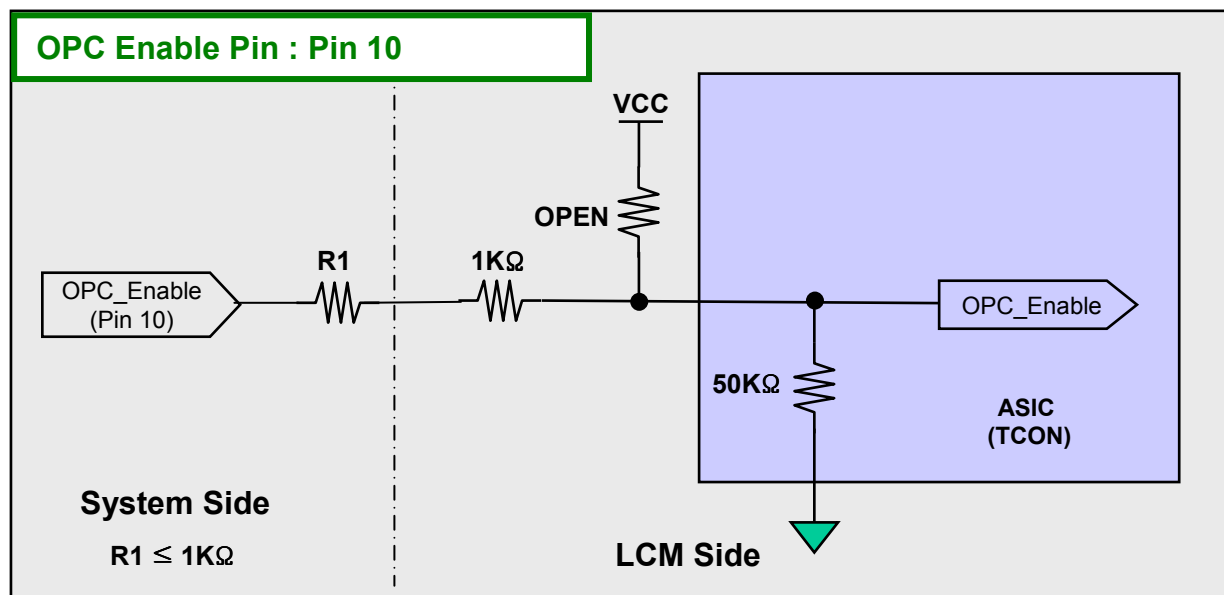 OPC Enable Pin : Pin 10
VCC
OPEN
R1
1KΩ
OPC_Enable
(Pin 10)
OPC_Enable
50KΩ
ASIC
(TCON)
System Side
R1 ≤ 1KΩ
LCM Side